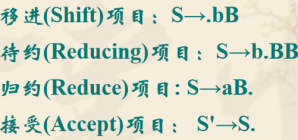 移进(Shift)项目：S→.bB
待约(Reducing)项目：S→b.BB
归约(Reduce)项目: S→aB.
接受(Accept)项目： S'→S.